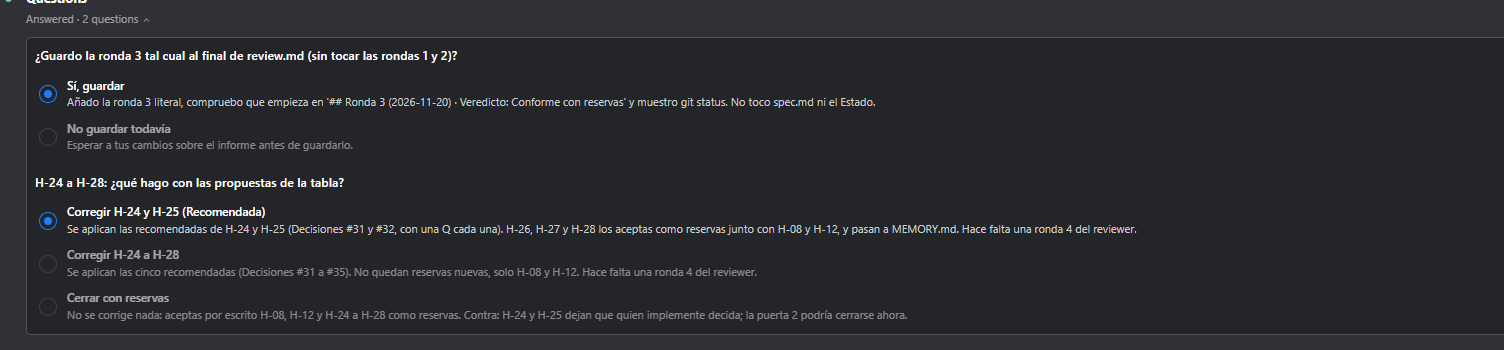 Questions
Answered · 2 questions
¿Guardo la ronda 3 tal cual al final de review.md (sin tocar las rondas 1 y 2)?
Sí, guardar
Añado la ronda 3 literal, compruebo que empieza en '## Ronda 3 (2026-11-20) · Veredicto: Conforme con reservas' y muestro git status. No toco spec.md ni el Estado.
No guardar todavía
Esperar a tus cambios sobre el informe antes de guardarlo.
H-24 a H-28: ¿qué hago con las propuestas de la tabla?
Corregir H-24 y H-25 (Recomendada)
Se aplican las recomendadas de H-24 y H-25 (Decisiones #31 y #32, con una Q cada una). H-26, H-27 y H-28 los aceptas como reservas junto con H-08 y H-12, y pasan a MEMORY.md. Hace falta una ronda 4 del reviewer.
Corregir H-24 a H-28
Se aplican las cinco recomendadas (Decisiones #31 a #35). No quedan reservas nuevas, solo H-08 y H-12. Hace falta una ronda 4 del reviewer.
Cerrar con reservas
No se corrige nada: aceptas por escrito H-08, H-12 y H-24 a H-28 como reservas. Contra: H-24 y H-25 dejan que quien implemente decida; la puerta 2 podría cerrarse ahora.